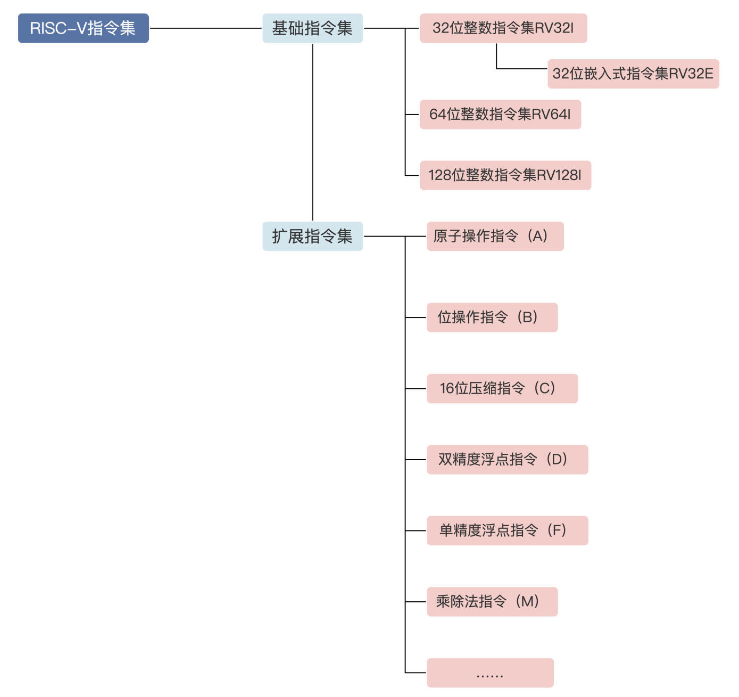 RISC-V指令集
基础指令集
32位整数指令集RV32I
32位嵌入式指令集RV32E
64位整数指令集RV64I
128位整数指令集RV128I
扩展指令集
原子操作指令（A）
位操作指令（B）
16位压缩指令（C）
双精度浮点指令（D）
单精度浮点指令（F）
乘除法指令（M）
……